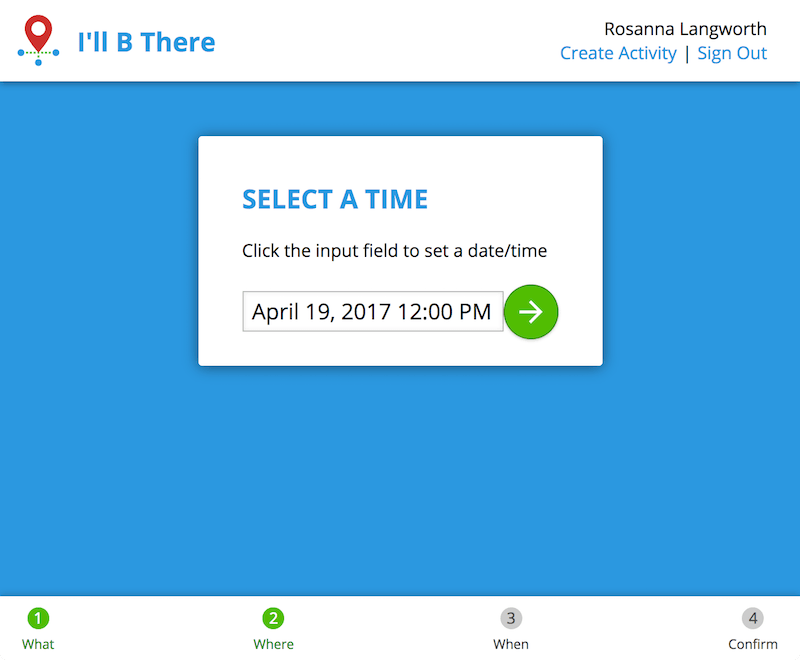 I'll B There
Rosanna Langworth
Create Activity | Sign Out
SELECT A TIME
Click the input field to set a date/time
April 19, 2017 12:00 PM
1 2 3 4
What Where When Confirm